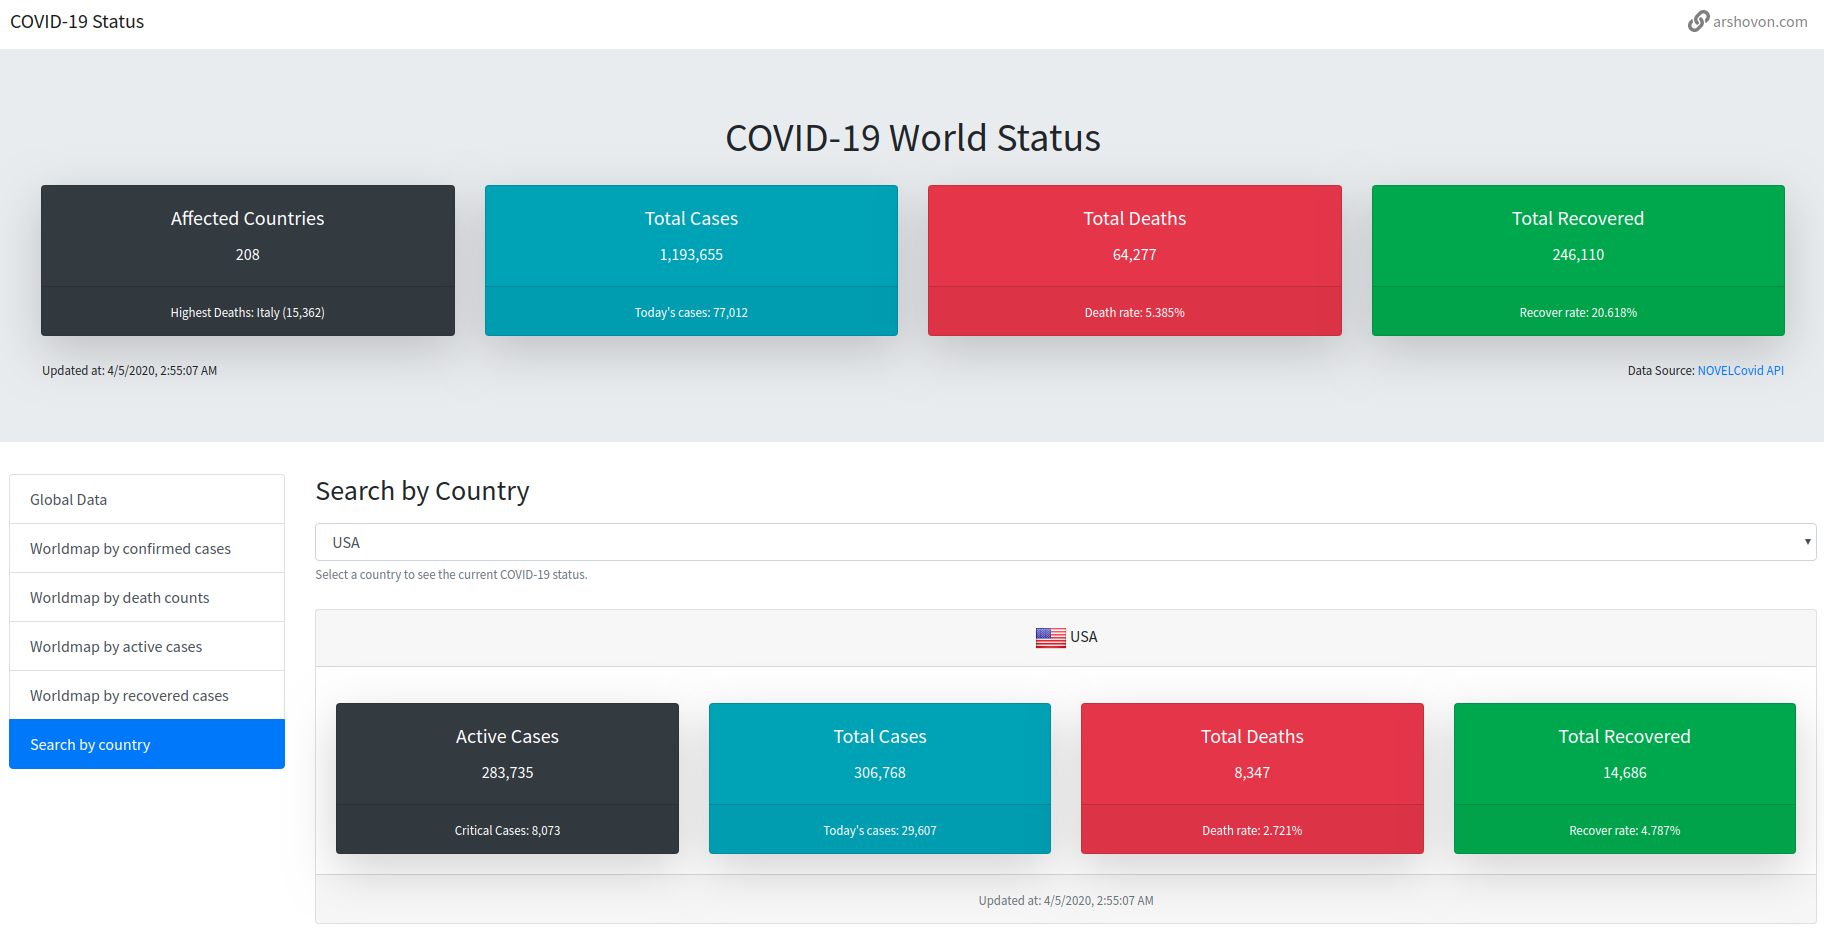 COVID-19 Status
arshovon.com
COVID-19 World Status
Affected Countries
208
Highest Deaths: Italy (15,362)
Total Cases
1,193,655
Today's cases: 77,012
Total Deaths
64,277
Death rate: 5.385%
Total Recovered
246,110
Recover rate: 20.618%
Updated at: 4/5/2020, 2:55:07 AM
Data Source: NOVELCovid API
Global Data
Worldmap by confirmed cases
Worldmap by death counts
Worldmap by active cases
Worldmap by recovered cases
Search by country
Search by Country
USA
Select a country to see the current COVID-19 status.
USA
Active Cases
283,735
Critical Cases: 8,073
Total Cases
306,768
Today's cases: 29,607
Total Deaths
8,347
Death rate: 2.721%
Total Recovered
14,686
Recover rate: 4.787%
Updated at: 4/5/2020, 2:55:07 AM